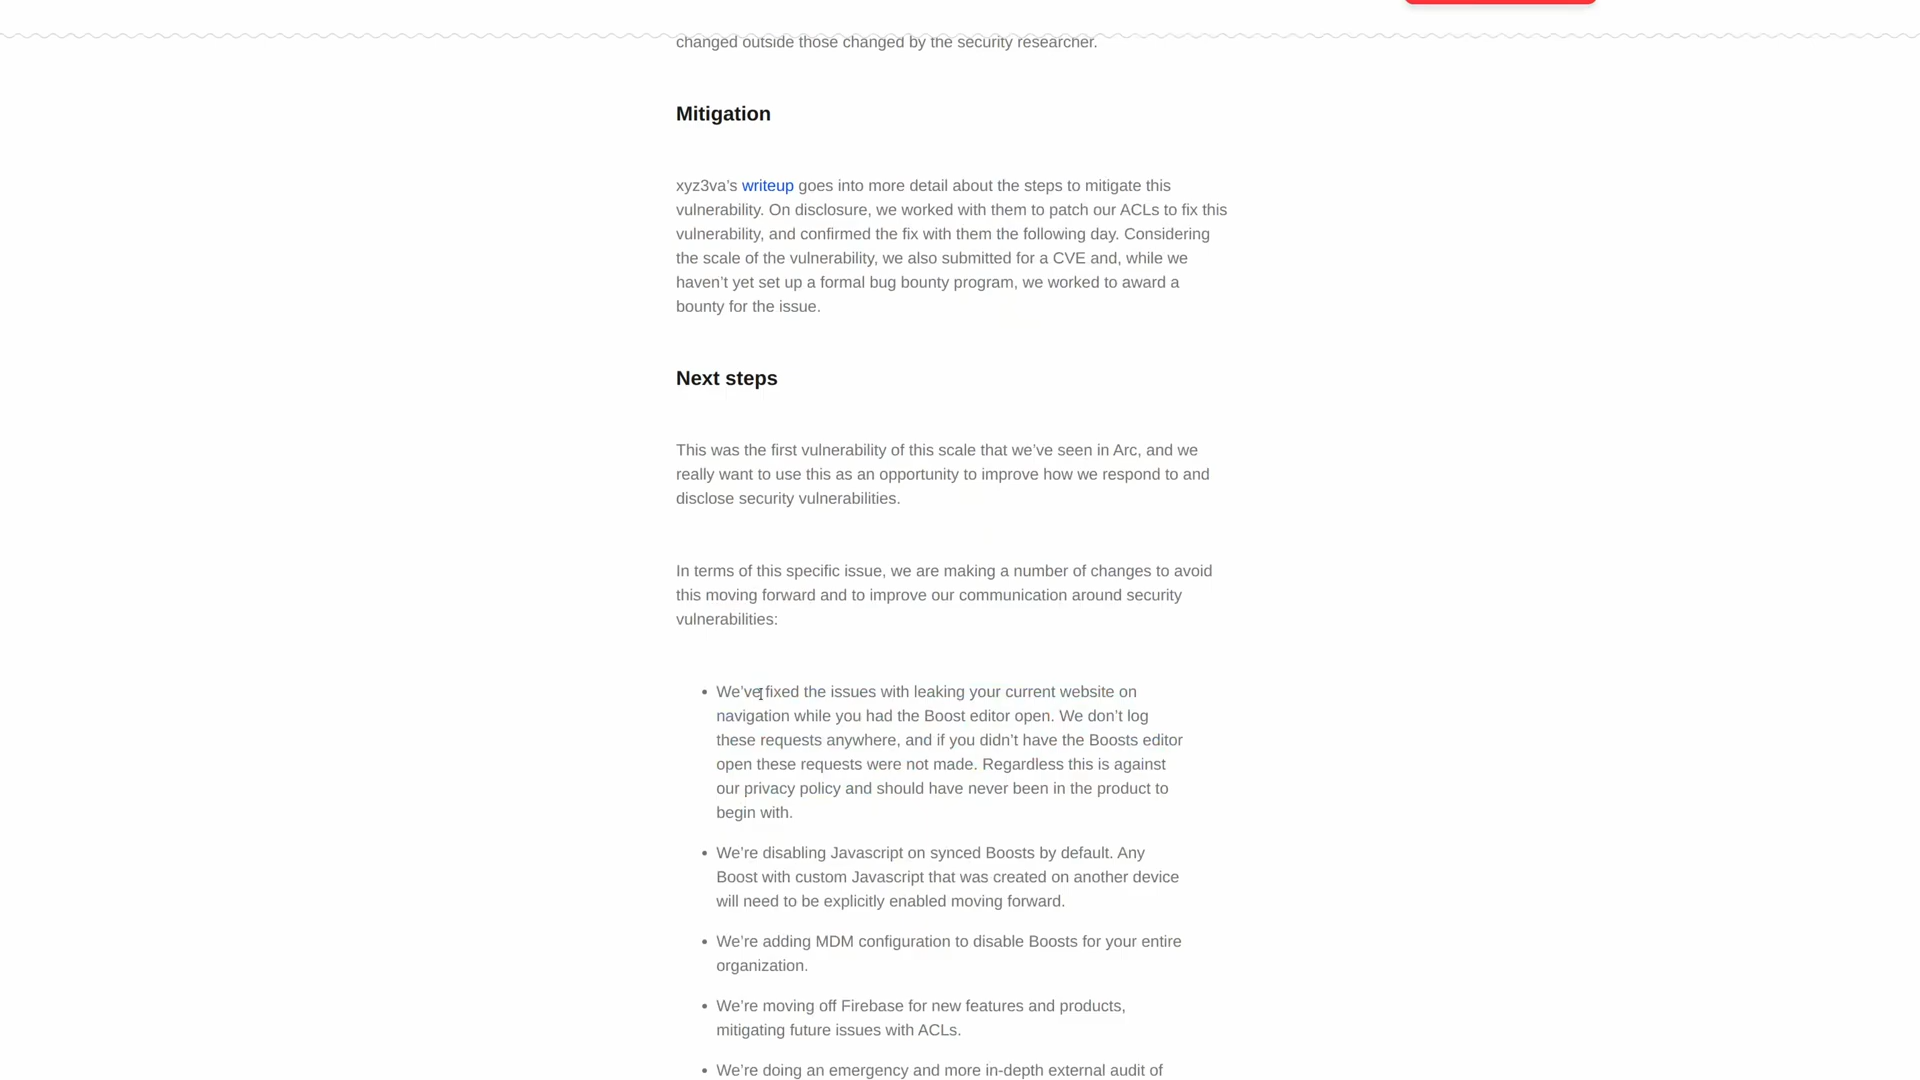 changed outside those changed by the security researcher.
Mitigation
xyz3va’s writeup goes into more detail about the steps to mitigate this
vulnerability. On disclosure, we worked with them to patch our ACLs to fix this
vulnerability, and confirmed the fix with them the following day. Considering
the scale of the vulnerability, we also submitted for a CVE and, while we
haven’t yet set up a formal bug bounty program, we worked to award a
bounty for the issue.
Next steps
This was the first vulnerability of this scale that we’ve seen in Arc, and we
really want to use this as an opportunity to improve how we respond to and
disclose security vulnerabilities.
In terms of this specific issue, we are making a number of changes to avoid
this moving forward and to improve our communication around security
vulnerabilities:
• We’ve fixed the issues with leaking your current website on
navigation while you had the Boost editor open. We don’t log
these requests anywhere, and if you didn’t have the Boosts editor
open these requests were not made. Regardless this is against
our privacy policy and should have never been in the product to
begin with.
• We’re disabling Javascript on synced Boosts by default. Any
Boost with custom Javascript that was created on another device
will need to be explicitly enabled moving forward.
• We’re adding MDM configuration to disable Boosts for your entire
organization.
• We’re moving off Firebase for new features and products,
mitigating future issues with ACLs.
• We’re doing an emergency and more in-depth external audit of